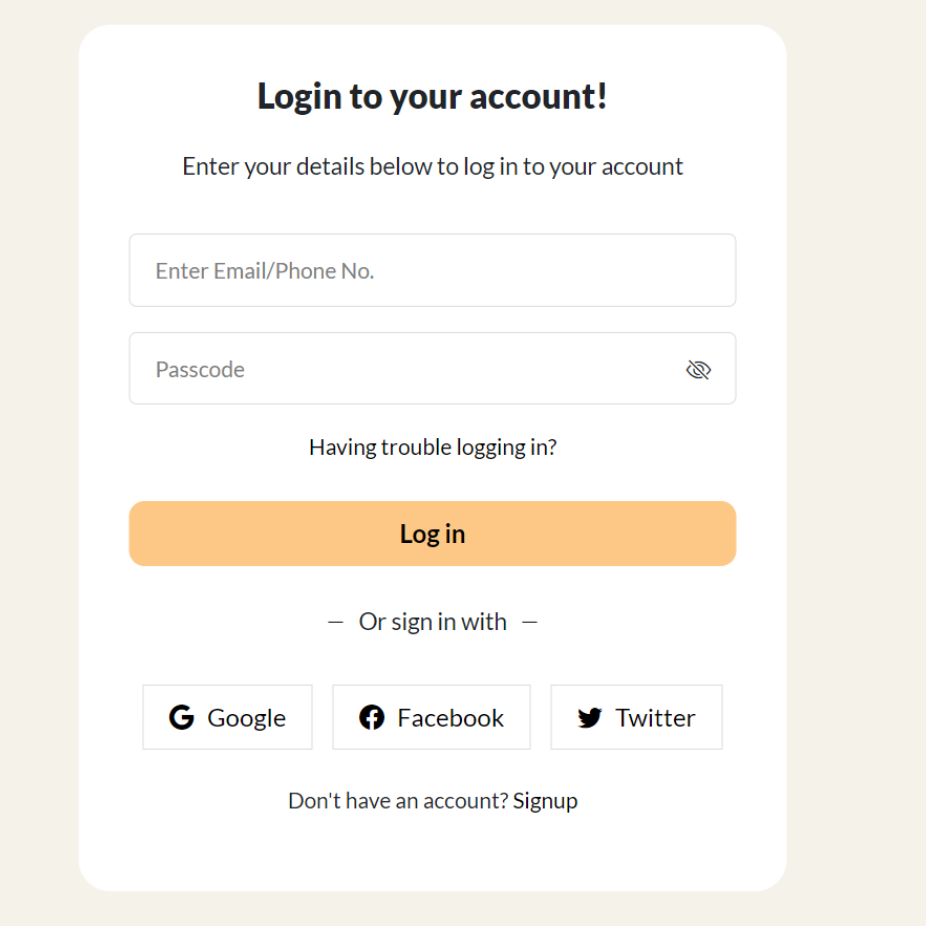 Login to your account!
Enter your details below to log in to your account
Enter Email/Phone No.
Passcode
Having trouble logging in?
Log in
— Or sign in with —
Google Facebook Twitter
Don't have an account? Signup